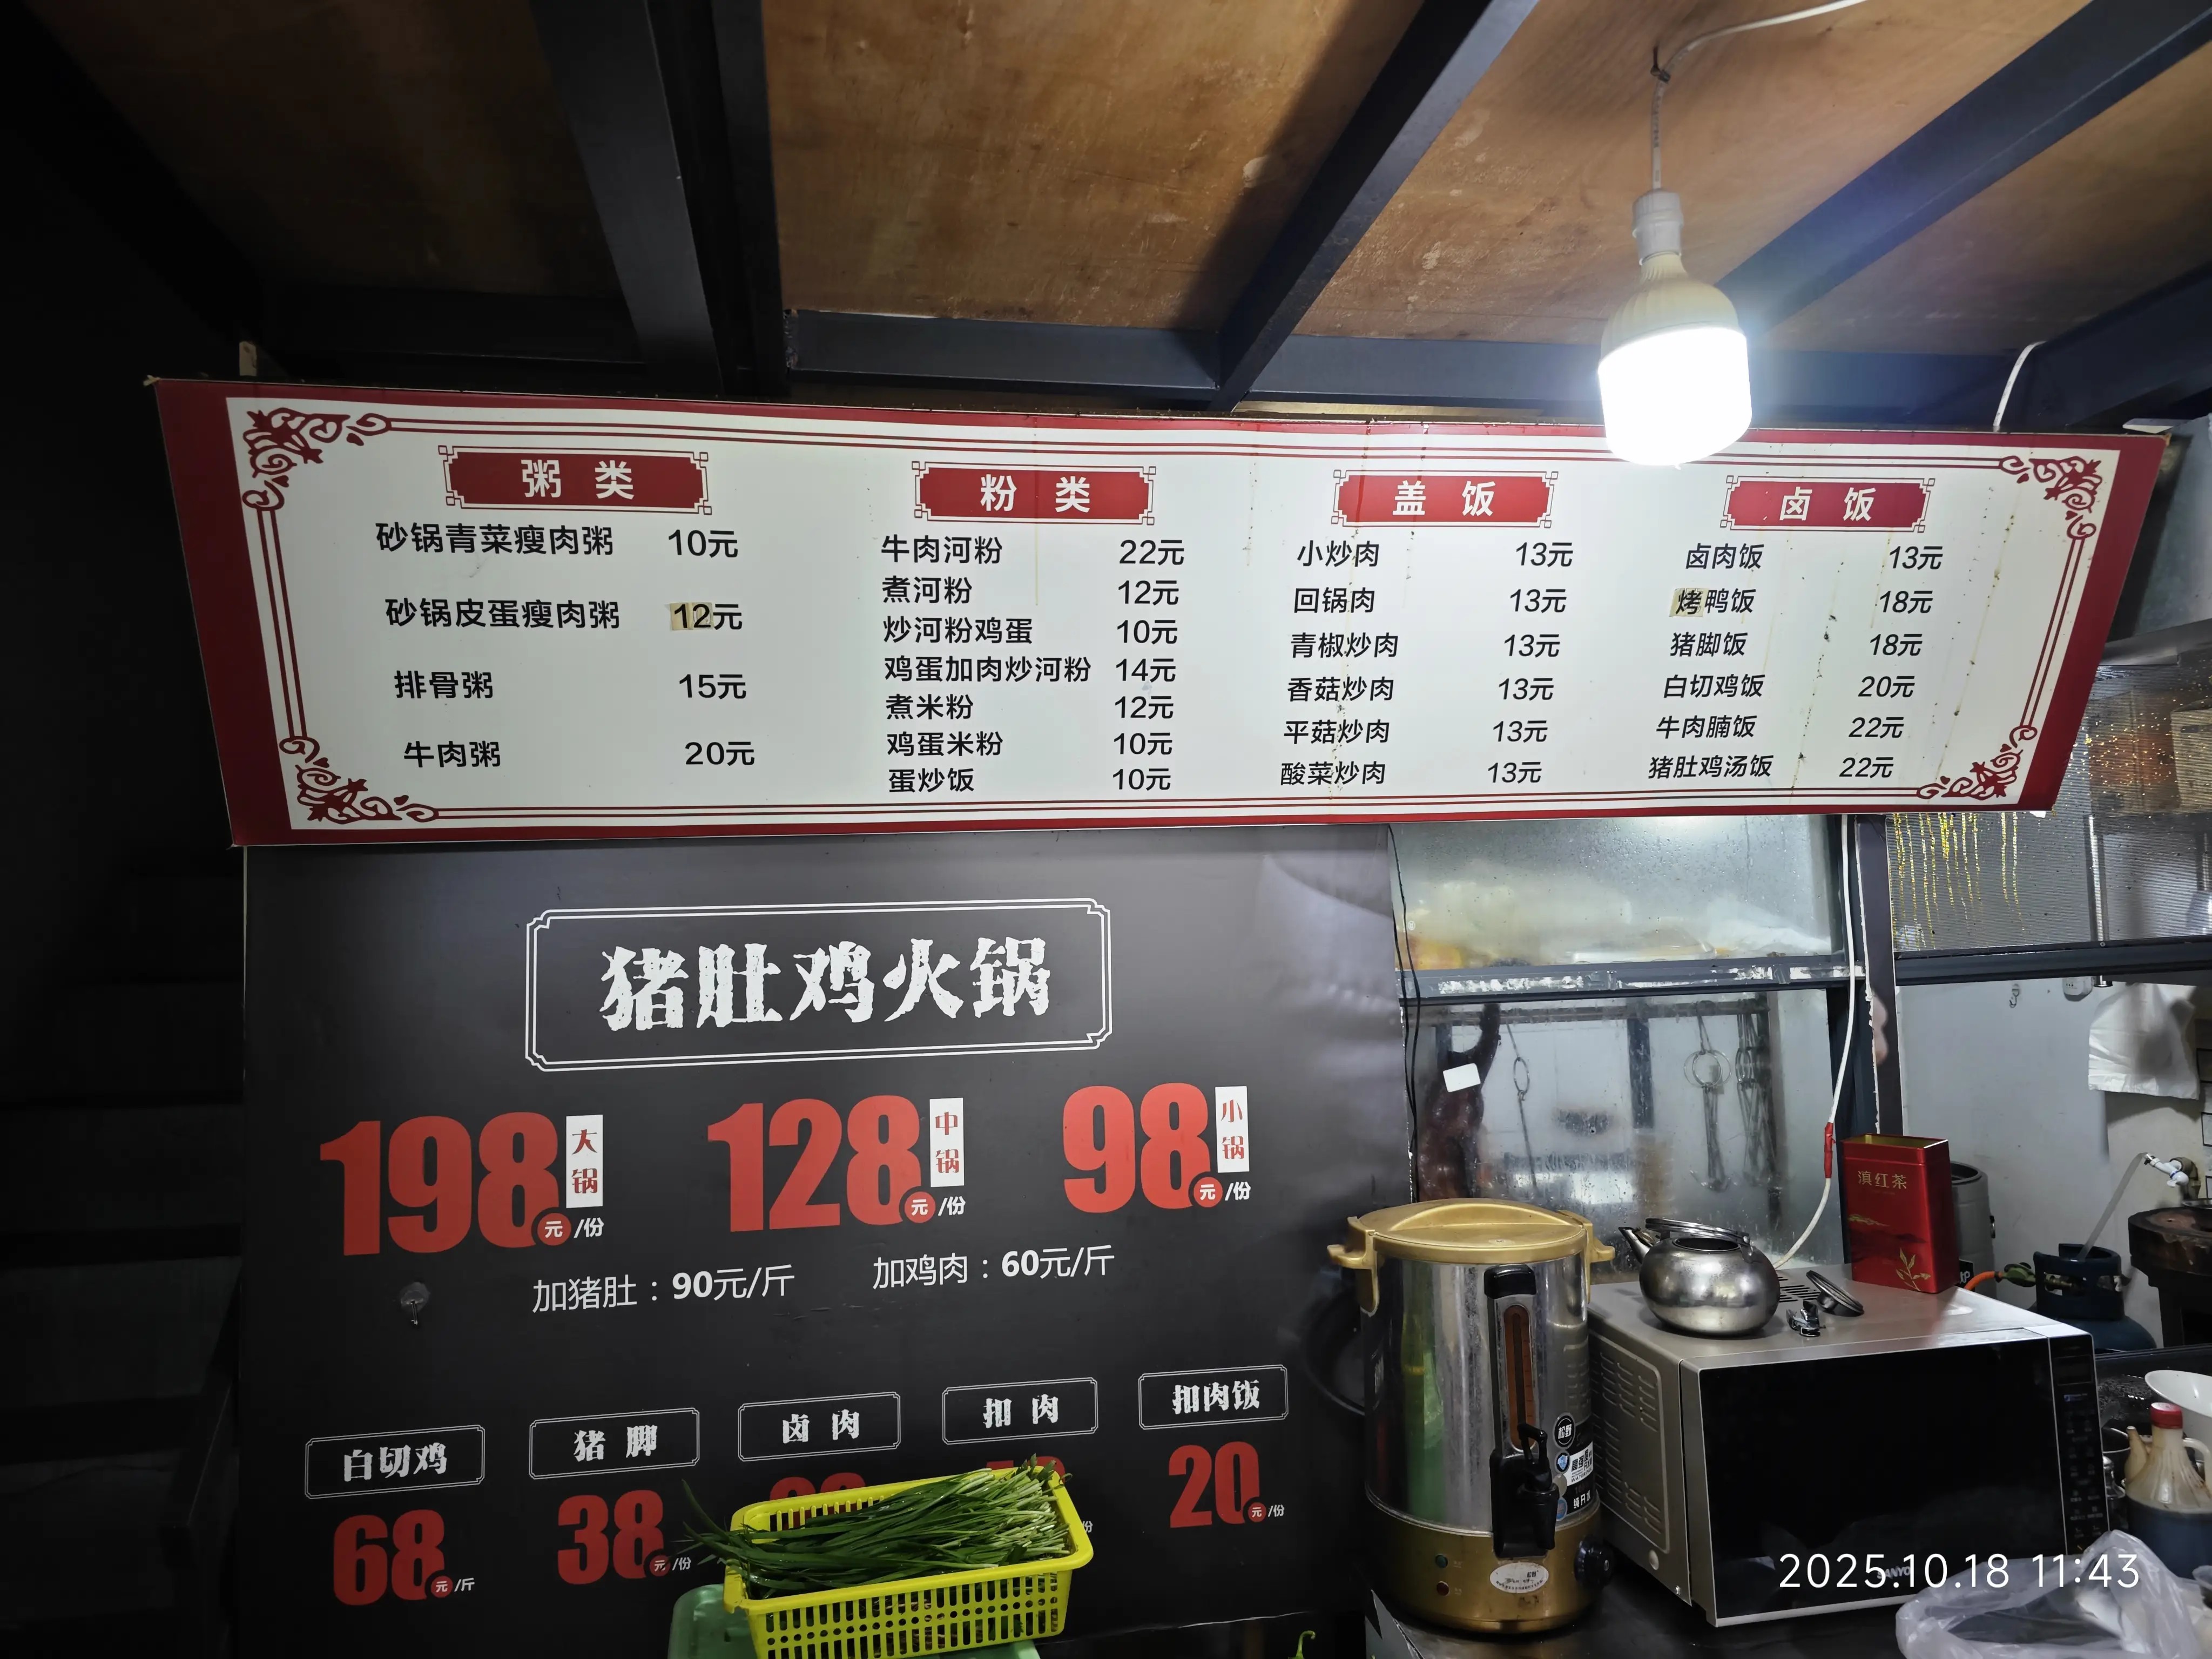 粥类
砂锅青菜瘦肉粥 10元
砂锅皮蛋瘦肉粥 12元
排骨粥 15元
牛肉粥 20元
粉类
牛肉河粉 22元
煮河粉 12元
炒河粉鸡蛋 10元
鸡蛋加肉炒河粉 14元
煮米粉 12元
鸡蛋米粉 10元
蛋炒饭 10元
盖饭
小炒肉 13元
回锅肉 13元
青椒炒肉 13元
香菇炒肉 13元
平菇炒肉 13元
酸菜炒肉 13元
卤饭
卤肉饭 13元
烤鸭饭 18元
猪脚饭 18元
白切鸡饭 20元
牛肉腩饭 22元
猪肚鸡汤饭 22元
猪肚鸡火锅
198元/份 大锅
128元/份 中锅
98元/份 小锅
加猪肚：90元/斤 加鸡肉：60元/斤
白切鸡
68元/斤
猪脚
38元/份
卤肉
扣肉
扣肉饭
20元/份
滇红茶
SANYO
2025.10.18 11:43